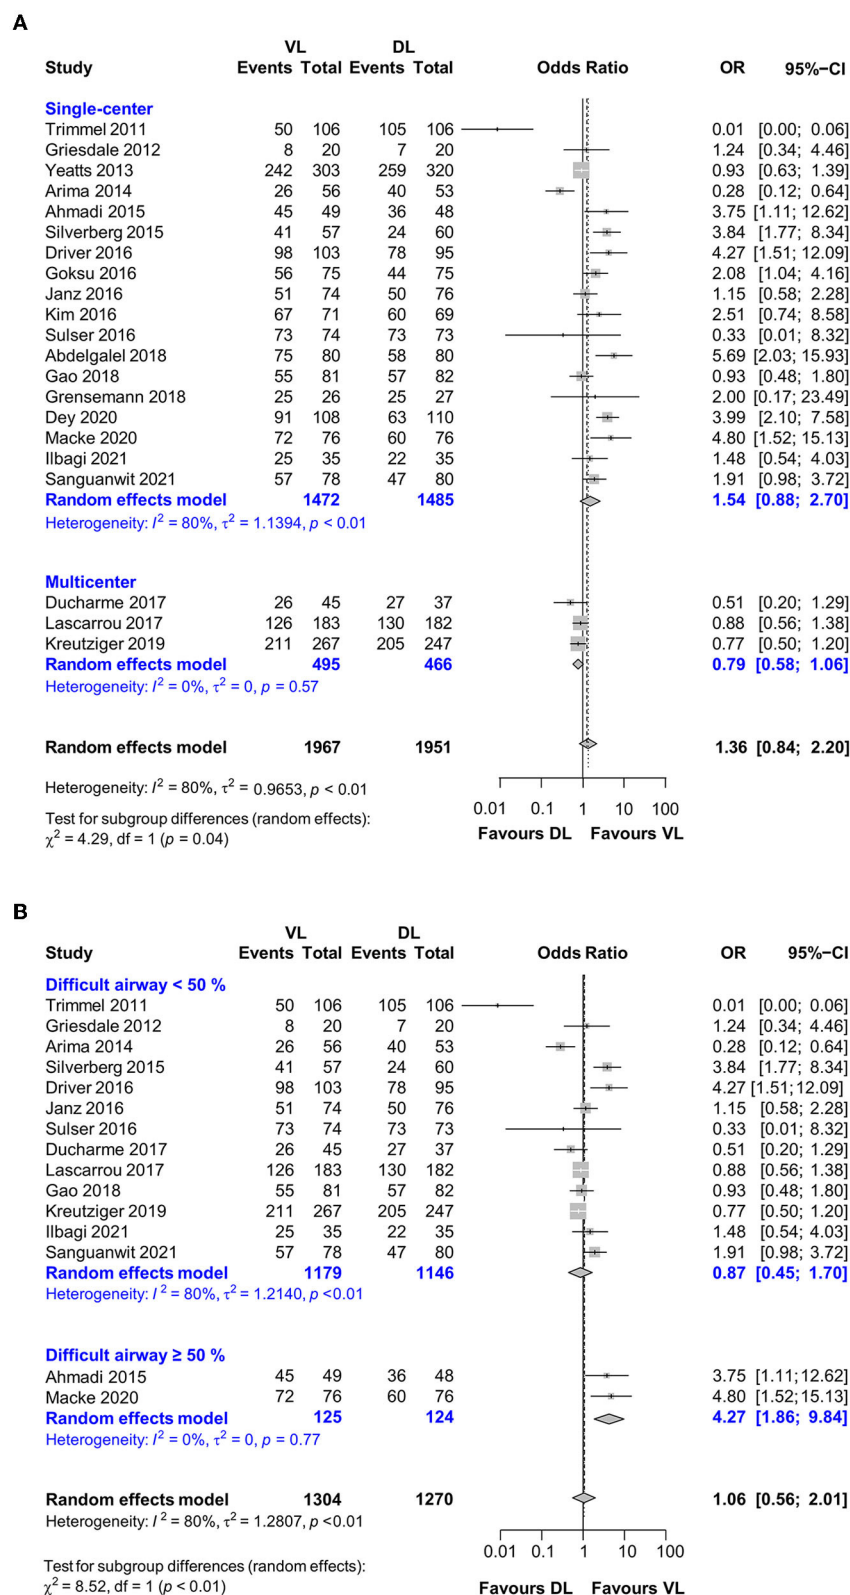 A
VL DL
Study Events Total Events Total Odds Ratio OR 95%−CI
Single-center
Trimmel 2011 50 106 105 106 0.01 [0.00; 0.06]
Griesdale 2012 8 20 7 20 1.24 [0.34; 4.46]
Yeatts 2013 242 303 259 320 0.93 [0.63; 1.39]
Arima 2014 26 56 40 53 0.28 [0.12; 0.64]
Ahmadi 2015 45 49 36 48 3.75 [1.11; 12.62]
Silverberg 2015 41 57 24 60 3.84 [1.77; 8.34]
Driver 2016 98 103 78 95 4.27 [1.51; 12.09]
Goksu 2016 56 75 44 75 2.08 [1.04; 4.16]
Janz 2016 51 74 50 76 1.15 [0.58; 2.28]
Kim 2016 67 71 60 69 2.51 [0.74; 8.58]
Sulser 2016 73 74 73 73 0.33 [0.01; 8.32]
Abdelgalel 2018 75 80 58 80 5.69 [2.03; 15.93]
Gao 2018 55 81 57 82 0.93 [0.48; 1.80]
Grensemann 2018 25 26 25 27 2.00 [0.17; 23.49]
Dey 2020 91 108 63 110 3.99 [2.10; 7.58]
Macke 2020 72 76 60 76 4.80 [1.52; 15.13]
Ilbagi 2021 25 35 22 35 1.48 [0.54; 4.03]
Sanguanwit 2021 57 78 47 80 1.91 [0.98; 3.72]
Random effects model 1472 1485 1.54 [0.88; 2.70]
Heterogeneity: I² = 80%, τ² = 1.1394, p < 0.01
Multicenter
Ducharme 2017 26 45 27 37 0.51 [0.20; 1.29]
Lascarrou 2017 126 183 130 182 0.88 [0.56; 1.38]
Kreutziger 2019 211 267 205 247 0.77 [0.50; 1.20]
Random effects model 495 466 0.79 [0.58; 1.06]
Heterogeneity: I² = 0%, τ² = 0, p = 0.57
Random effects model 1967 1951 1.36 [0.84; 2.20]
Heterogeneity: I² = 80%, τ² = 0.9653, p < 0.01
0.01 0.1 1 10 100
Test for subgroup differences (random effects):
Favours DL Favours VL
χ² = 4.29, df = 1 (p = 0.04)
B
VL DL
Study Events Total Events Total Odds Ratio OR 95%−CI
Difficult airway < 50 %
Trimmel 2011 50 106 105 106 0.01 [0.00; 0.06]
Griesdale 2012 8 20 7 20 1.24 [0.34; 4.46]
Arima 2014 26 56 40 53 0.28 [0.12; 0.64]
Silverberg 2015 41 57 24 60 3.84 [1.77; 8.34]
Driver 2016 98 103 78 95 4.27 [1.51; 12.09]
Janz 2016 51 74 50 76 1.15 [0.58; 2.28]
Sulser 2016 73 74 73 73 0.33 [0.01; 8.32]
Ducharme 2017 26 45 27 37 0.51 [0.20; 1.29]
Lascarrou 2017 126 183 130 182 0.88 [0.56; 1.38]
Gao 2018 55 81 57 82 0.93 [0.48; 1.80]
Kreutziger 2019 211 267 205 247 0.77 [0.50; 1.20]
Ilbagi 2021 25 35 22 35 1.48 [0.54; 4.03]
Sanguanwit 2021 57 78 47 80 1.91 [0.98; 3.72]
Random effects model 1179 1146 0.87 [0.45; 1.70]
Heterogeneity: I² = 80%, τ² = 1.2140, p <0.01
Difficult airway ≥ 50 %
Ahmadi 2015 45 49 36 48 3.75 [1.11;12.62]
Macke 2020 72 76 60 76 4.80 [1.52;15.13]
Random effects model 125 124 4.27 [1.86; 9.84]
Heterogeneity: I² = 0%, τ² = 0, p = 0.77
Random effects model 1304 1270 1.06 [0.56; 2.01]
Heterogeneity: I² = 80%, τ² = 1.2807, p <0.01
0.01 0.1 1 10 100
Test for subgroup differences (random effects):
χ² = 8.52, df = 1 (p < 0.01)
Favours DL Favours VL